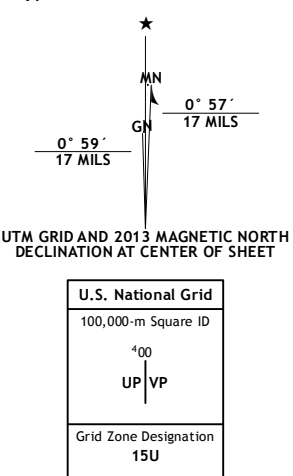 ★
MN
0° 57´
17 MILS
GN
0° 59´
17 MILS
UTM GRID AND 2013 MAGNETIC NORTH
DECLINATION AT CENTER OF SHEET
U.S. National Grid
100,000-m Square ID
⁴00
UP VP
Grid Zone Designation
15U